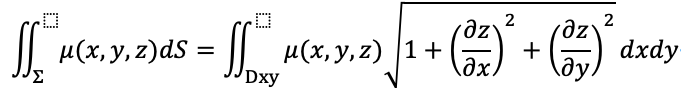 ∬_Σ^⬚ μ(x,y,z)dS = ∬_Dxy^⬚ μ(x,y,z)√(1+(∂z/∂x)²+(∂z/∂y)²) dxdy